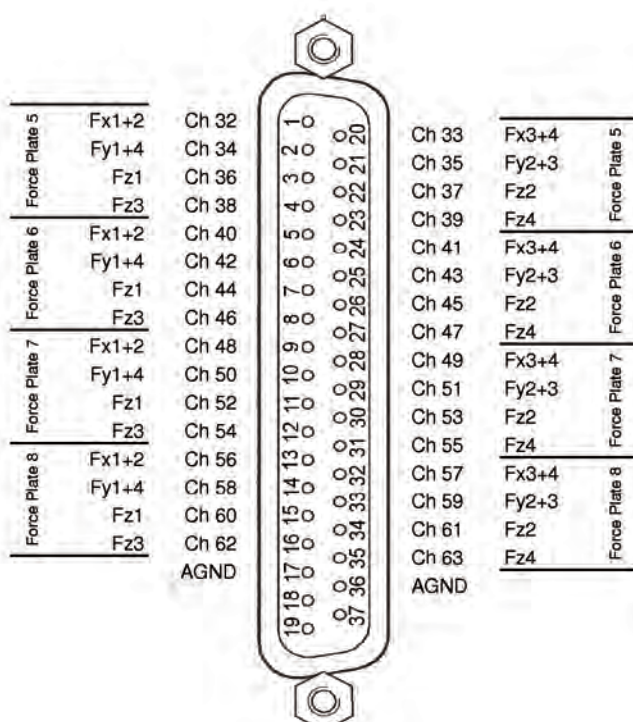 Force Plate 5
Fx1+2 Ch 32
Fy1+4 Ch 34
Fz1 Ch 36
Fz3 Ch 38
Force Plate 6
Fx1+2 Ch 40
Fy1+4 Ch 42
Fz1 Ch 44
Fz3 Ch 46
Force Plate 7
Fx1+2 Ch 48
Fy1+4 Ch 50
Fz1 Ch 52
Fz3 Ch 54
Force Plate 8
Fx1+2 Ch 56
Fy1+4 Ch 58
Fz1 Ch 60
Fz3 Ch 62
AGND
1
2
3
4
5
6
7
8
9
10
11
12
13
14
15
16
17
18
19
20
21
22
23
24
25
26
27
28
29
30
31
32
33
34
35
36
37
Ch 33 Fx3+4
Ch 35 Fy2+3
Ch 37 Fz2
Ch 39 Fz4
Force Plate 5
Ch 41 Fx3+4
Ch 43 Fy2+3
Ch 45 Fz2
Ch 47 Fz4
Force Plate 6
Ch 49 Fx3+4
Ch 51 Fy2+3
Ch 53 Fz2
Ch 55 Fz4
Force Plate 7
Ch 57 Fx3+4
Ch 59 Fy2+3
Ch 61 Fz2
Ch 63 Fz4
Force Plate 8
AGND